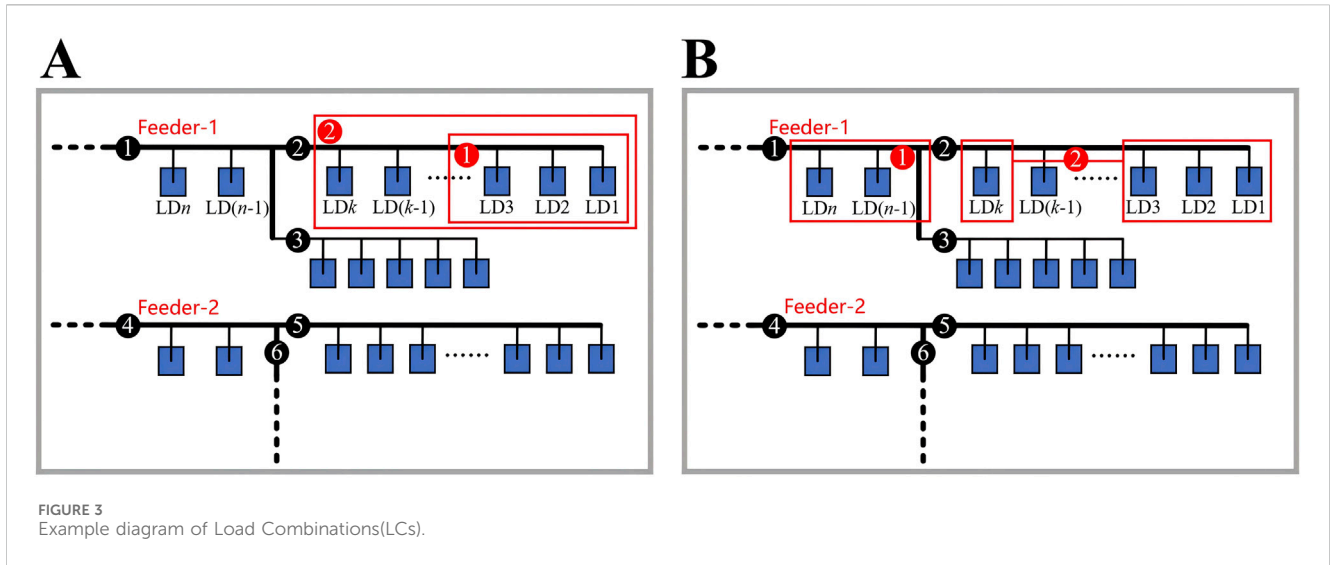 A
B
Feeder-1
1
2
2
1
LDn
LD(n-1)
LDk
LD(k-1)
LD3
LD2
LD1
3
Feeder-2
4
5
6
Feeder-1
1
1
2
2
LDn
LD(n-1)
LDk
LD(k-1)
LD3
LD2
LD1
3
Feeder-2
4
5
6
FIGURE 3
Example diagram of Load Combinations(LCs).